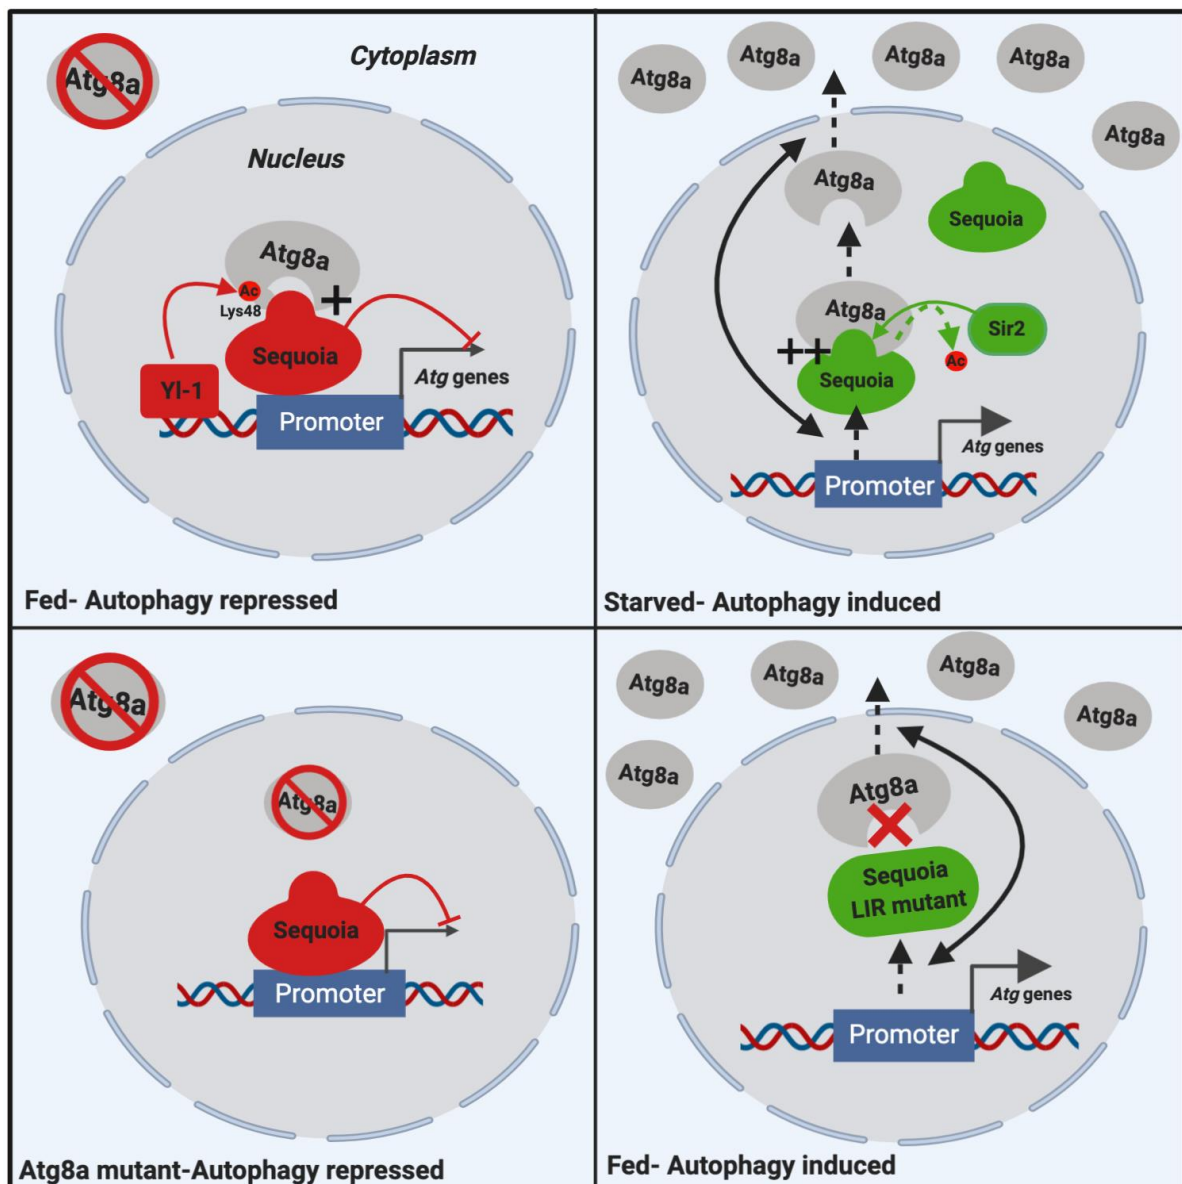 Atg8a
Cytoplasm
Nucleus
Atg8a
Ac
Lys48
+
Sequoia
Yl-1
Atg genes
Promoter
Fed- Autophagy repressed
Atg8a
Atg8a
Atg8a
Atg8a
Atg8a
Atg8a
Sequoia
Atg8a
Sir2
++
Sequoia
Ac
Atg genes
Promoter
Starved- Autophagy induced
Atg8a
Atg8a
Sequoia
Promoter
Atg8a mutant-Autophagy repressed
Atg8a
Atg8a
Atg8a
Atg8a
Atg8a
Atg8a
Sequoia
LIR mutant
Atg genes
Promoter
Fed- Autophagy induced